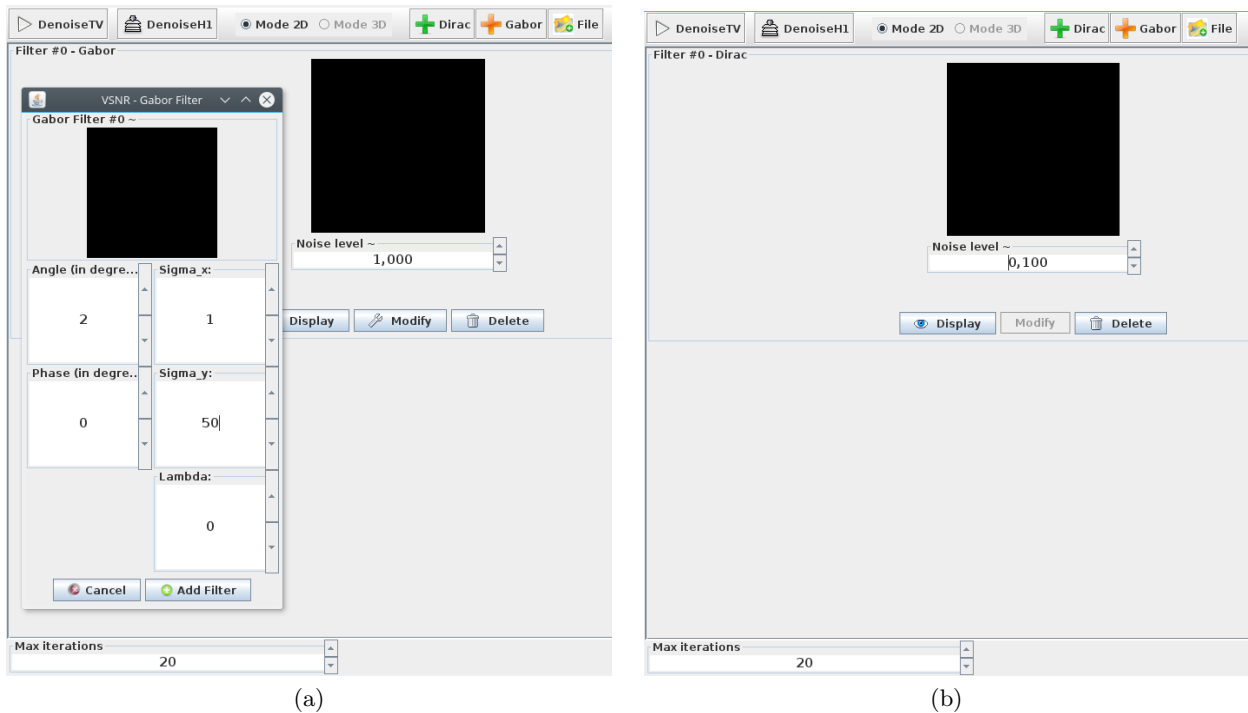 DenoiseTV DenoiseH1 Mode 2D Mode 3D Dirac Gabor File
Filter #0 - Gabor
VSNR - Gabor Filter
Gabor Filter #0 ~
Noise level ~
1,000
Angle (in degre... Sigma_x:
2 1
Display Modify Delete
Phase (in degre.. Sigma_y:
0 50
Lambda:
0
Cancel Add Filter
Max iterations
20
(a)
DenoiseTV DenoiseH1 Mode 2D Mode 3D Dirac Gabor File
Filter #0 - Dirac
Noise level ~
0,100
Display Modify Delete
Max iterations
20
(b)